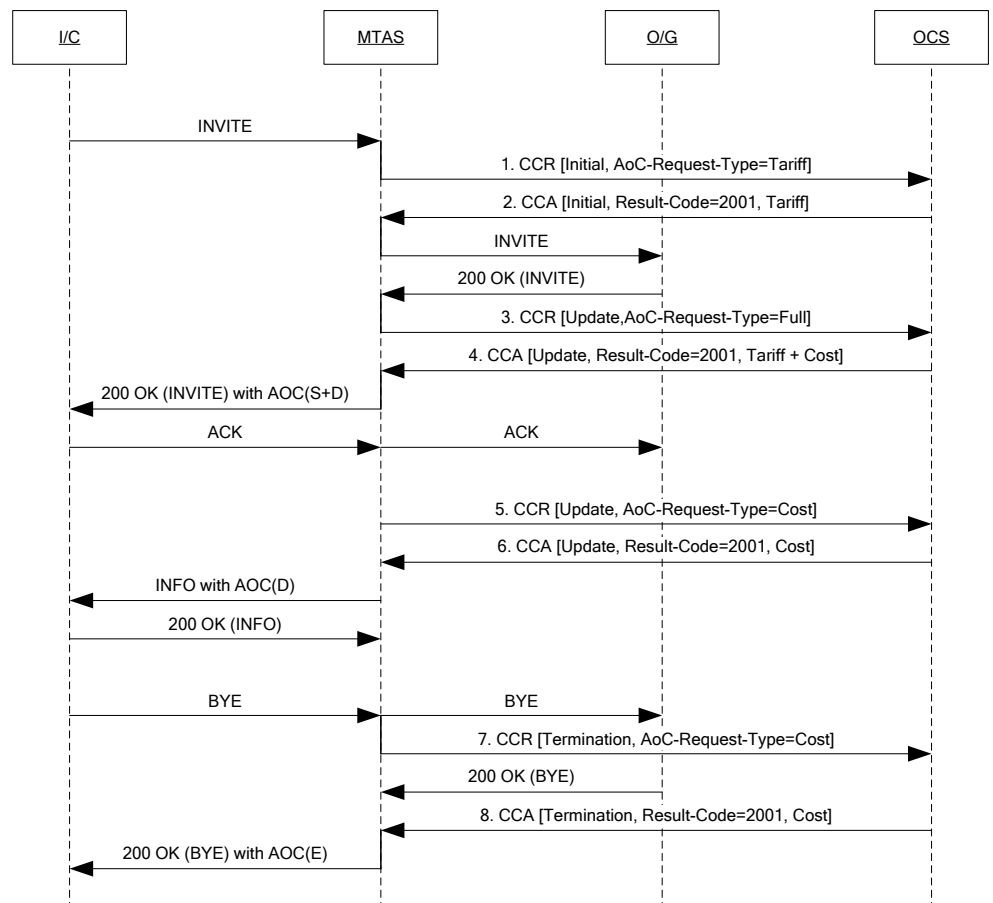 I/C
MTAS
O/G
OCS
INVITE
1. CCR [Initial, AoC-Request-Type=Tariff]
2. CCA [Initial, Result-Code=2001, Tariff]
INVITE
200 OK (INVITE)
3. CCR [Update,AoC-Request-Type=Full]
4. CCA [Update, Result-Code=2001, Tariff + Cost]
200 OK (INVITE) with AOC(S+D)
ACK
ACK
5. CCR [Update, AoC-Request-Type=Cost]
6. CCA [Update, Result-Code=2001, Cost]
INFO with AOC(D)
200 OK (INFO)
BYE
BYE
7. CCR [Termination, AoC-Request-Type=Cost]
200 OK (BYE)
8. CCA [Termination, Result-Code=2001, Cost]
200 OK (BYE) with AOC(E)